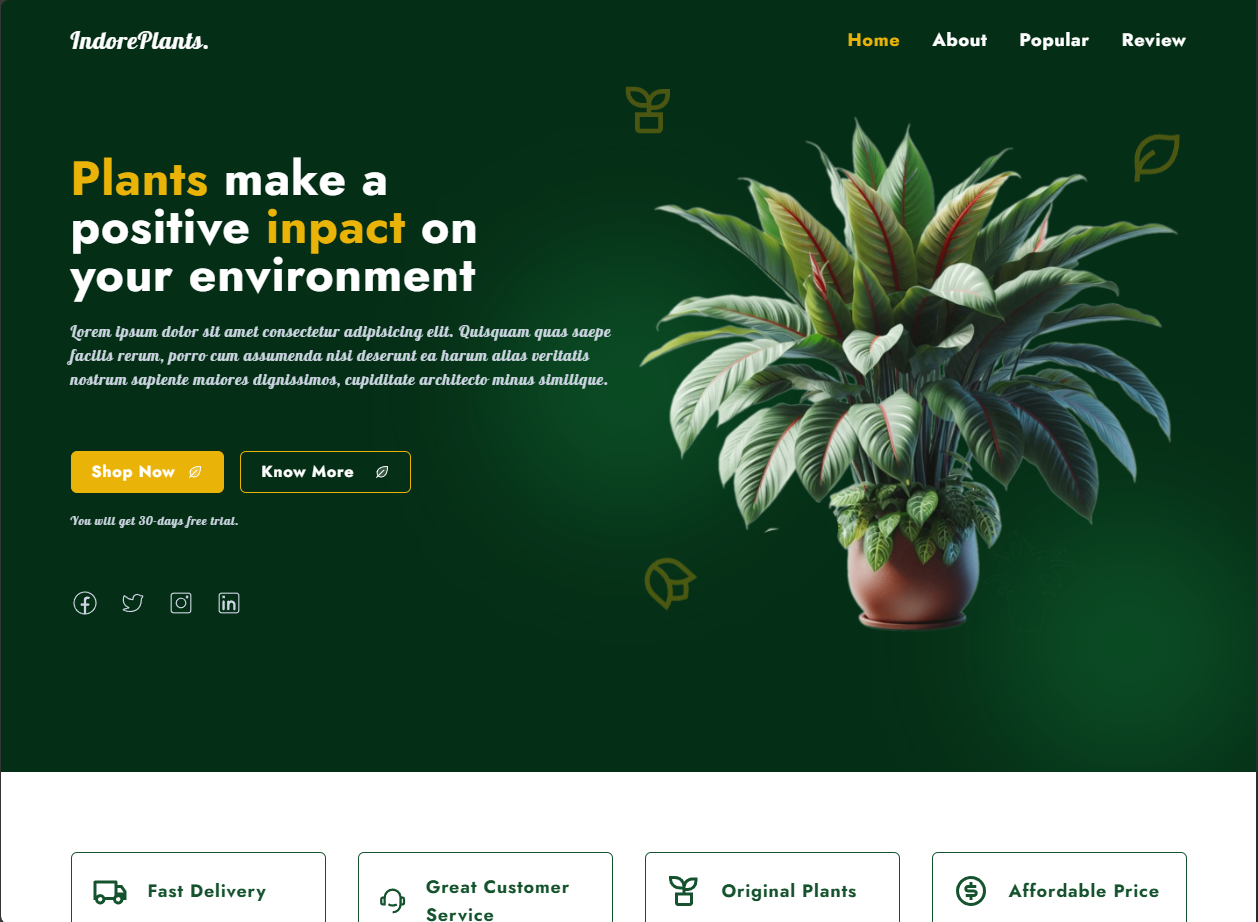 IndorePlants.
Home About Popular Review
Plants make a
positive inpact on
your environment
Lorem ipsum dolor sit amet consectetur adipisicing elit. Quisquam quas saepe
facilis rerum, porro cum assumenda nisi deserunt ea harum alias veritatis
nostrum sapiente maiores dignissimos, cupiditate architecto minus similique.
Shop Now
Know More
You will get 30-days free trial.
Fast Delivery
Great Customer
Service
Original Plants
Affordable Price